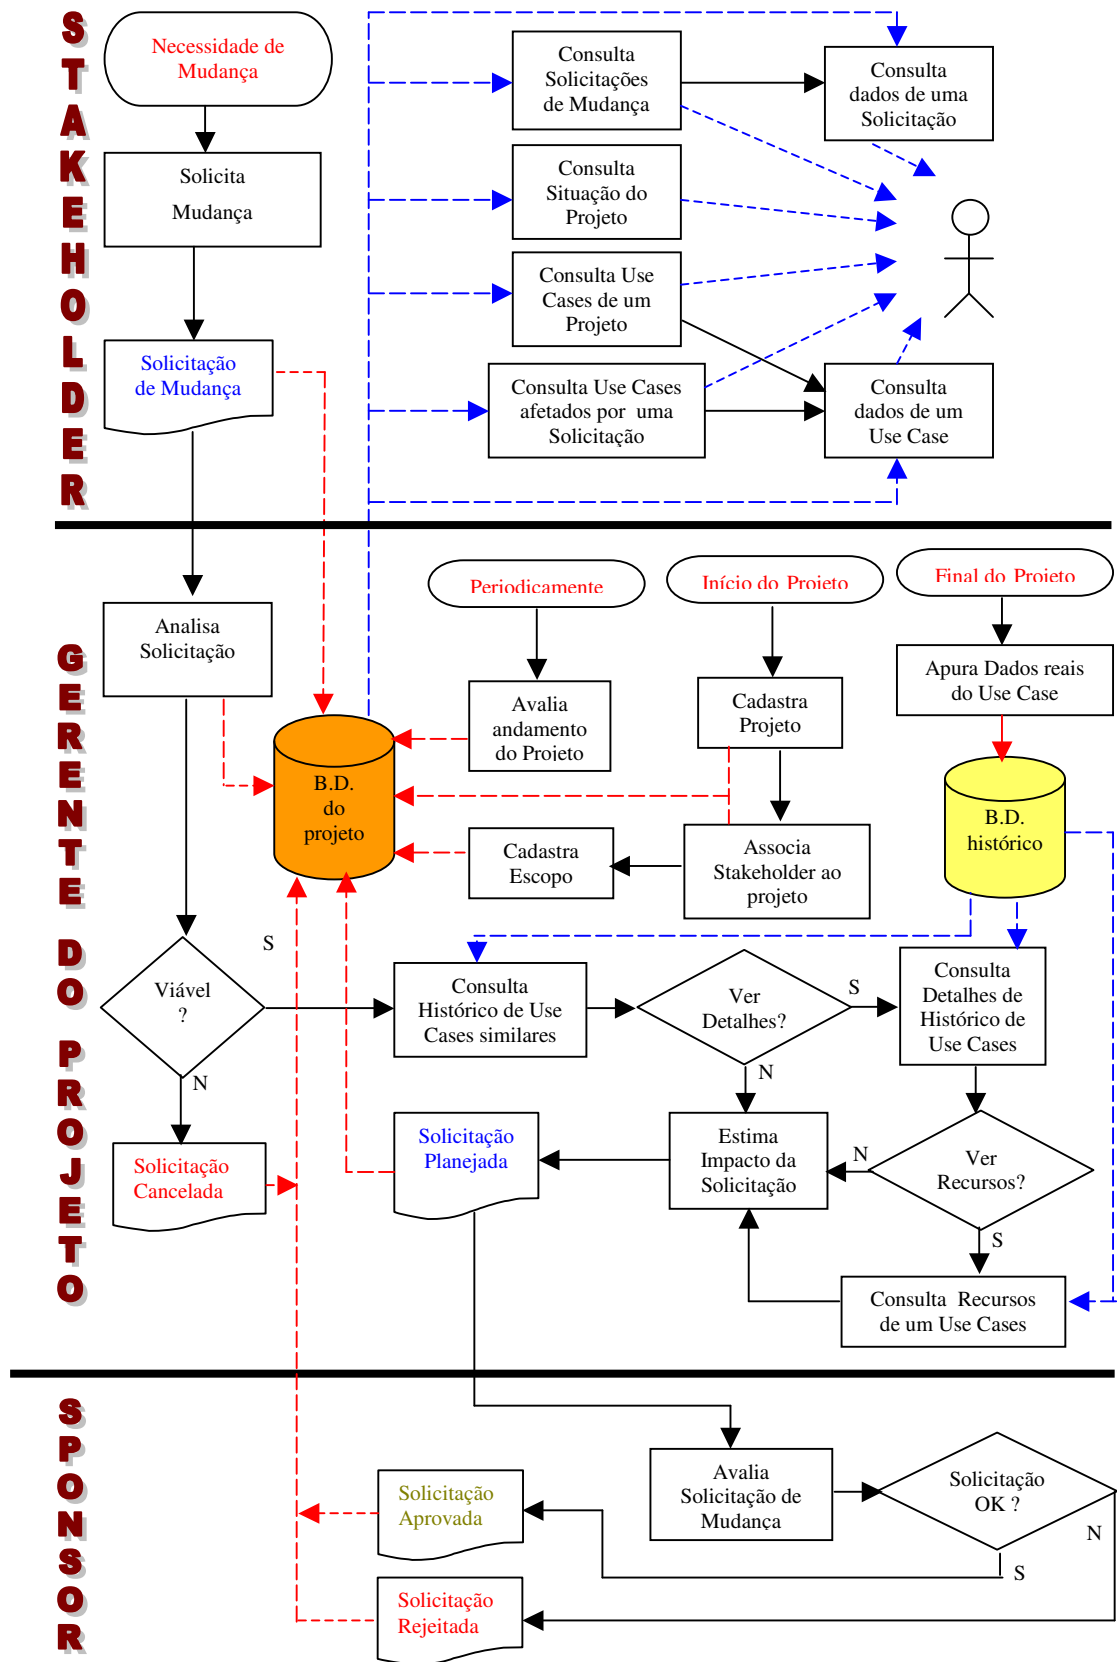 STAKEHOLDER
Necessidade de
Mudança
Solicita
Mudança
Solicitação
de Mudança
Consulta
Solicitações
de Mudança
Consulta
dados de uma
Solicitação
Consulta
Situação do
Projeto
Consulta Use
Cases de um
Projeto
Consulta Use Cases
afetados por uma
Solicitação
Consulta
dados de um
Use Case
GERENTE DO PROJETO
Analisa
Solicitação
Periodicamente
Início do Projeto
Final do Projeto
Avalia
andamento
do Projeto
Cadastra
Projeto
Apura Dados reais
do Use Case
B.D.
do
projeto
Cadastra
Escopo
Associa
Stakeholder ao
projeto
B.D.
histórico
Viável
?
S
N
Consulta
Histórico de Use
Cases similares
Ver
Detalhes?
S
N
Consulta
Detalhes de
Histórico de
Use Cases
Solicitação
Cancelada
Solicitação
Planejada
Estima
Impacto da
Solicitação
N
Ver
Recursos?
S
Consulta Recursos
de um Use Cases
SPONSOR
Avalia
Solicitação de
Mudança
Solicitação
OK ?
N
S
Solicitação
Aprovada
Solicitação
Rejeitada